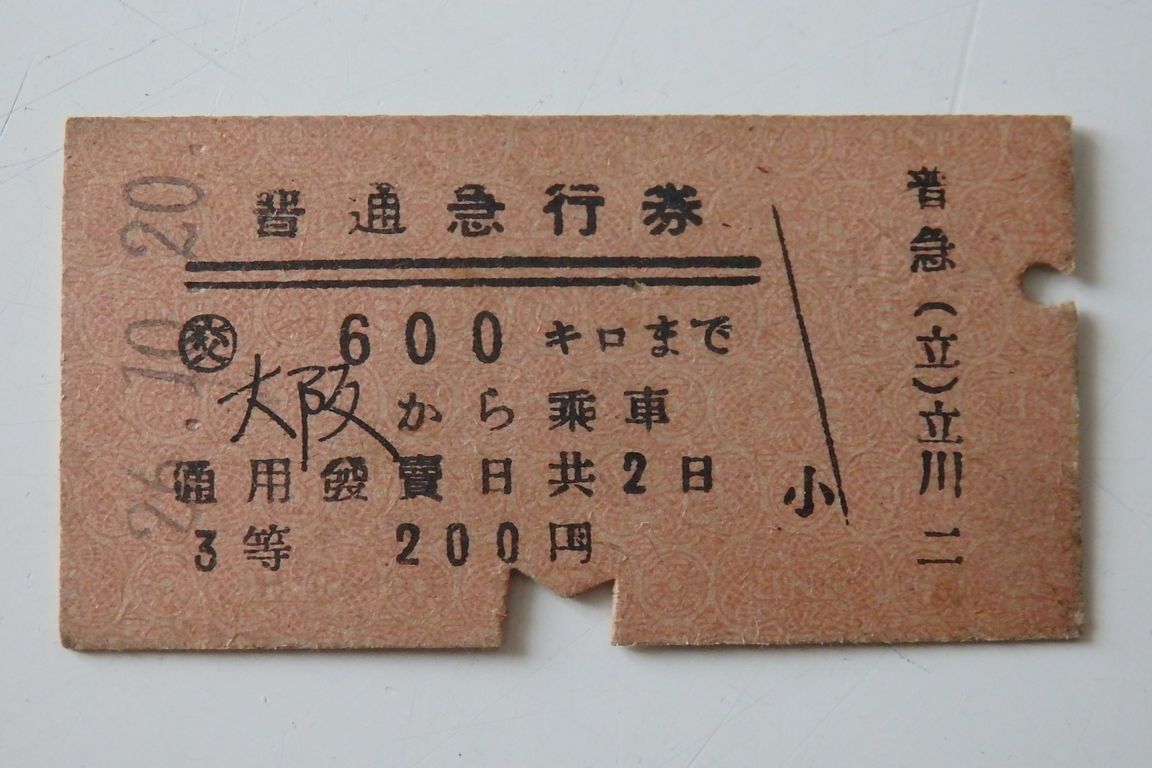 26.10.20
普通急行券
㊋ 600キロまで
大阪から乗車
通用發賣日共2日
3等 200円
小
普急(立)立川二